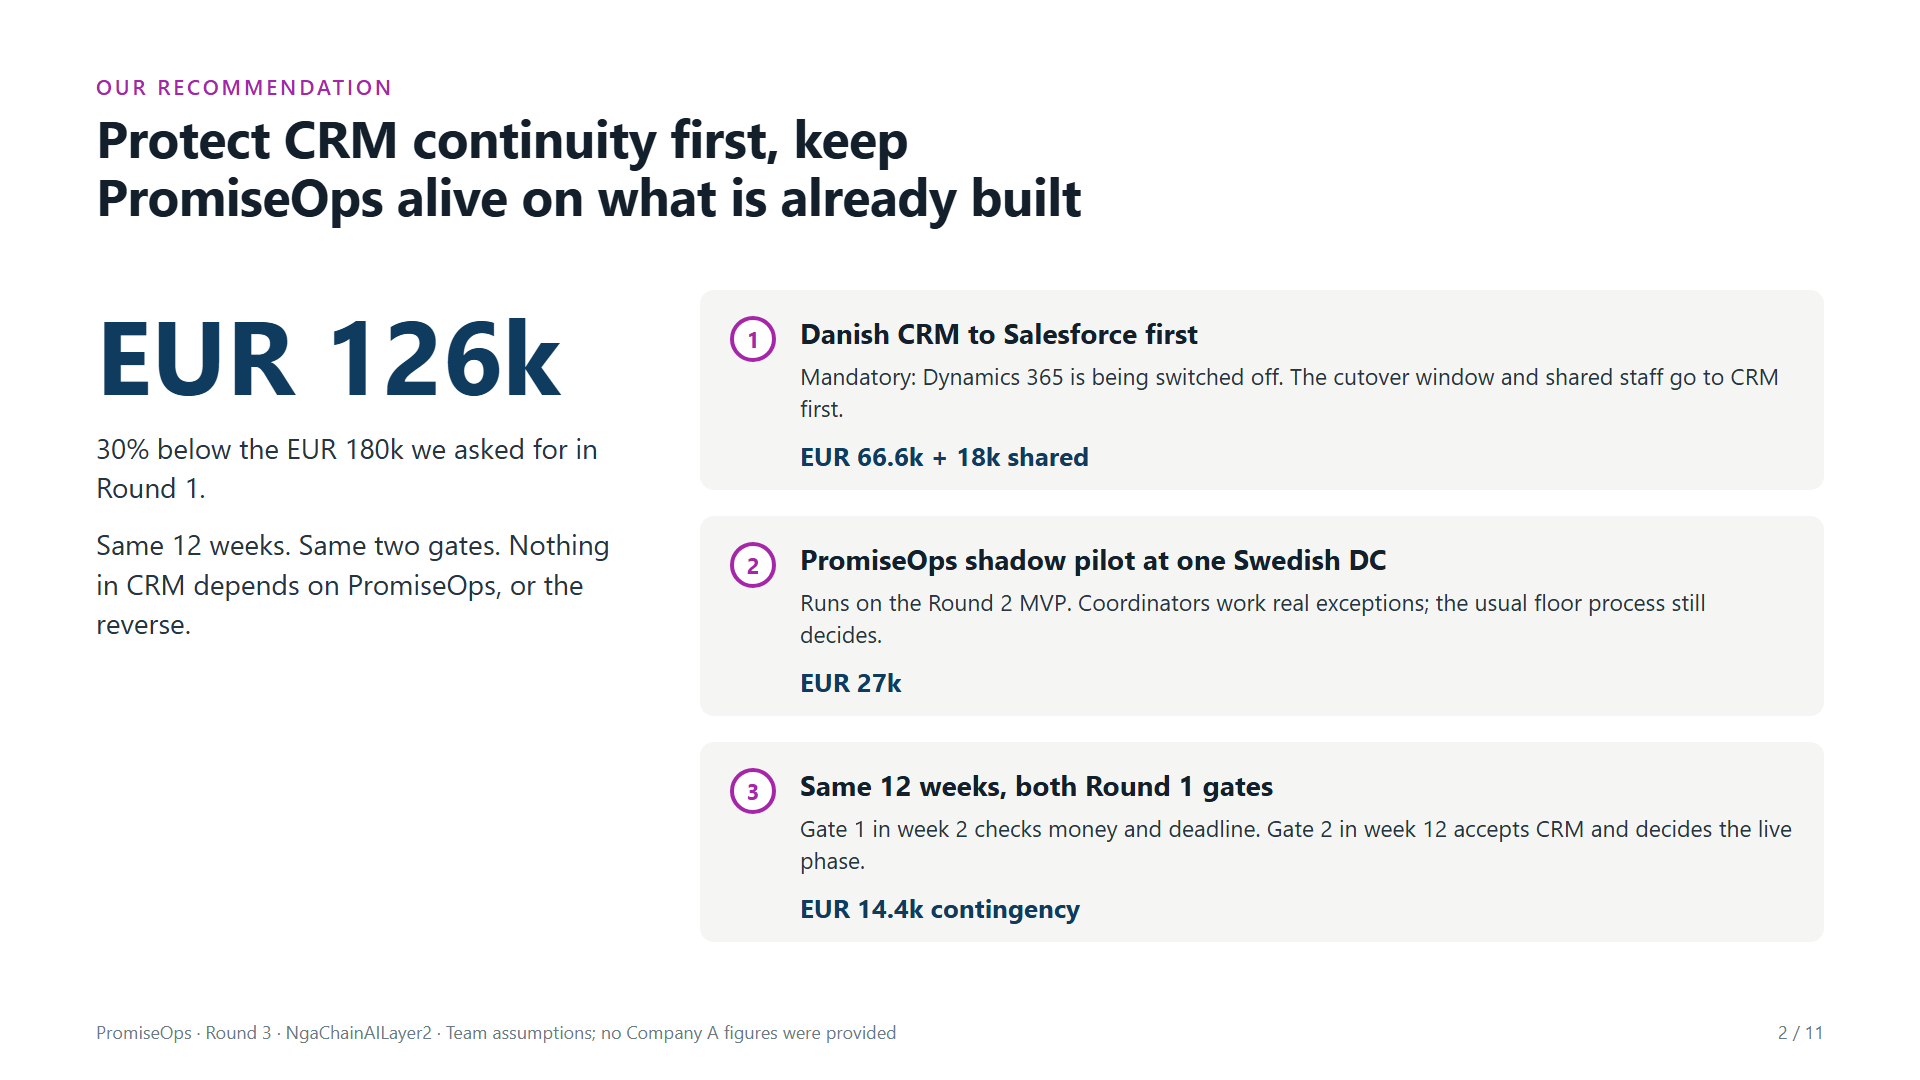 OUR RECOMMENDATION
Protect CRM continuity first, keep
PromiseOps alive on what is already built
EUR 126k
30% below the EUR 180k we asked for in
Round 1.
Same 12 weeks. Same two gates. Nothing
in CRM depends on PromiseOps, or the
reverse.
1
Danish CRM to Salesforce first
Mandatory: Dynamics 365 is being switched off. The cutover window and shared staff go to CRM
first.
EUR 66.6k + 18k shared
2
PromiseOps shadow pilot at one Swedish DC
Runs on the Round 2 MVP. Coordinators work real exceptions; the usual floor process still
decides.
EUR 27k
3
Same 12 weeks, both Round 1 gates
Gate 1 in week 2 checks money and deadline. Gate 2 in week 12 accepts CRM and decides the live
phase.
EUR 14.4k contingency
PromiseOps · Round 3 · NgaChainAILayer2 · Team assumptions; no Company A figures were provided
2 / 11